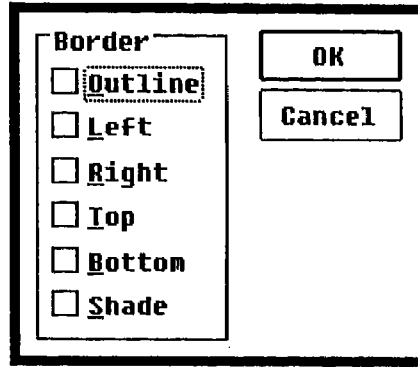 Border
Outline
Left
Right
Top
Bottom
Shade
OK
Cancel